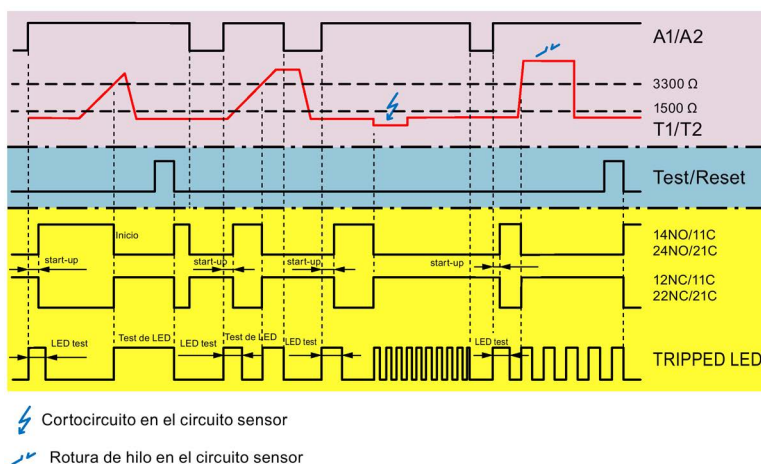 A1/A2
3300 Ω
1500 Ω
T1/T2
Test/Reset
Inicio
14NO/11C
24NO/21C
start-up
start-up
start-up
start-up
12NC/11C
22NC/21C
LED test
Test de LED
LED test
Test de LED
LED test
LED test
TRIPPED LED
Cortocircuito en el circuito sensor
Rotura de hilo en el circuito sensor